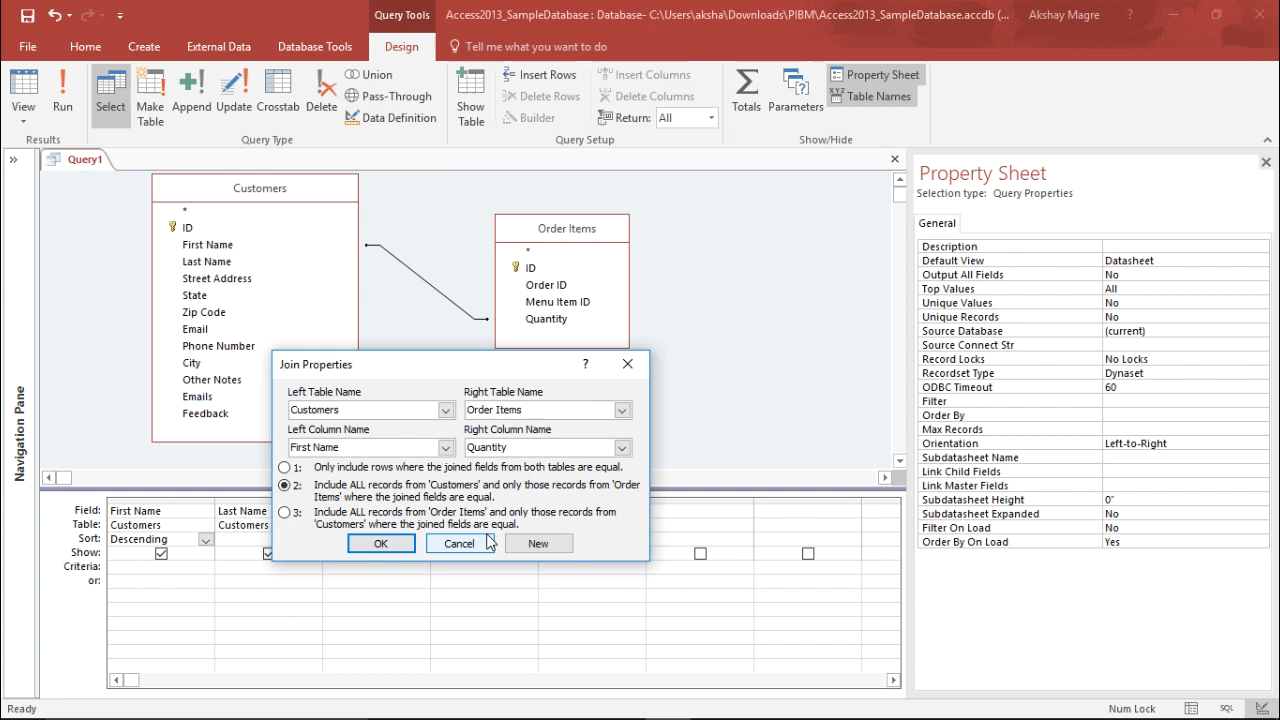 Query Tools
Access2013_SampleDatabase : Database- C:\Users\aksha\Downloads\PIBM\Access2013_SampleDatabase.accdb (...
Akshay Magre
?
File
Home
Create
External Data
Database Tools
Design
Tell me what you want to do
View
Run
Select
Make Table
Append
Update
Crosstab
Delete
Union
Pass-Through
Data Definition
Show Table
Insert Rows
Delete Rows
Builder
Insert Columns
Delete Columns
Return: All
Totals
Parameters
Property Sheet
XYZ Table Names
Results
Query Type
Query Setup
Show/Hide
Navigation Pane
Query1
Customers
*
ID
First Name
Last Name
Street Address
State
Zip Code
Email
Phone Number
City
Other Notes
Emails
Feedback
Order Items
*
ID
Order ID
Menu Item ID
Quantity
Join Properties
?
Left Table Name Right Table Name
Customers Order Items
Left Column Name Right Column Name
First Name Quantity
1: Only include rows where the joined fields from both tables are equal.
2: Include ALL records from 'Customers' and only those records from 'Order
Items' where the joined fields are equal.
3: Include ALL records from 'Order Items' and only those records from
'Customers' where the joined fields are equal.
OK Cancel New
Field: First Name Last Name
Table: Customers Customers
Sort: Descending
Show:
Criteria:
or:
Property Sheet
Selection type: Query Properties
General
Description
Default View Datasheet
Output All Fields No
Top Values All
Unique Values No
Unique Records No
Source Database (current)
Source Connect Str
Record Locks No Locks
Recordset Type Dynaset
ODBC Timeout 60
Filter
Order By
Max Records
Orientation Left-to-Right
Subdatasheet Name
Link Child Fields
Link Master Fields
Subdatasheet Height 0"
Subdatasheet Expanded No
Filter On Load No
Order By On Load Yes
Ready
Num Lock
SQL